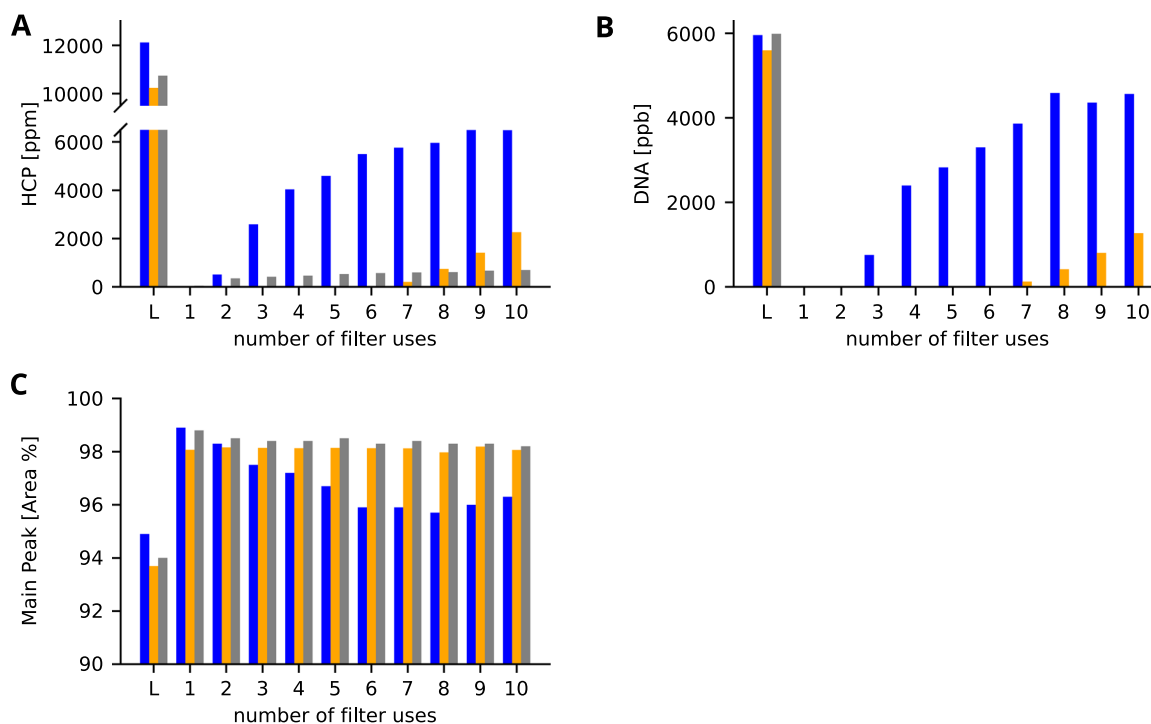 A
HCP [ppm]
12000
10000
6000
4000
2000
0
L 1 2 3 4 5 6 7 8 9 10
number of filter uses
B
DNA [ppb]
6000
4000
2000
0
L 1 2 3 4 5 6 7 8 9 10
number of filter uses
C
Main Peak [Area %]
100
98
96
94
92
90
L 1 2 3 4 5 6 7 8 9 10
number of filter uses